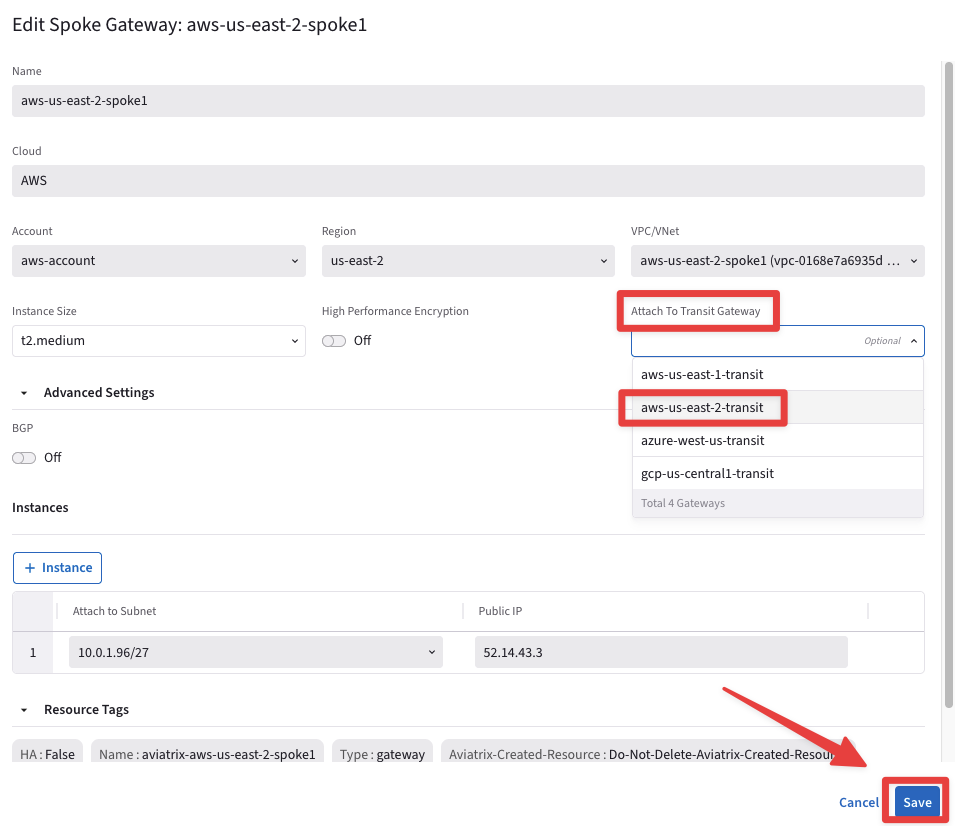 Edit Spoke Gateway: aws-us-east-2-spoke1
Name
aws-us-east-2-spoke1
Cloud
AWS
Account
Region
VPC/VNet
aws-account
us-east-2
aws-us-east-2-spoke1 (vpc-0168e7a6935d ...
Instance Size
High Performance Encryption
Attach To Transit Gateway
t2.medium
Off
Optional
aws-us-east-1-transit
Advanced Settings
aws-us-east-2-transit
BGP
azure-west-us-transit
Off
gcp-us-central1-transit
Total 4 Gateways
Instances
+ Instance
Attach to Subnet
Public IP
1
10.0.1.96/27
52.14.43.3
Resource Tags
HA : False
Name : aviatrix-aws-us-east-2-spoke1
Type : gateway
Aviatrix-Created-Resource : Do-Not-Delete-Aviatrix-Created-Resour
Cancel
Save